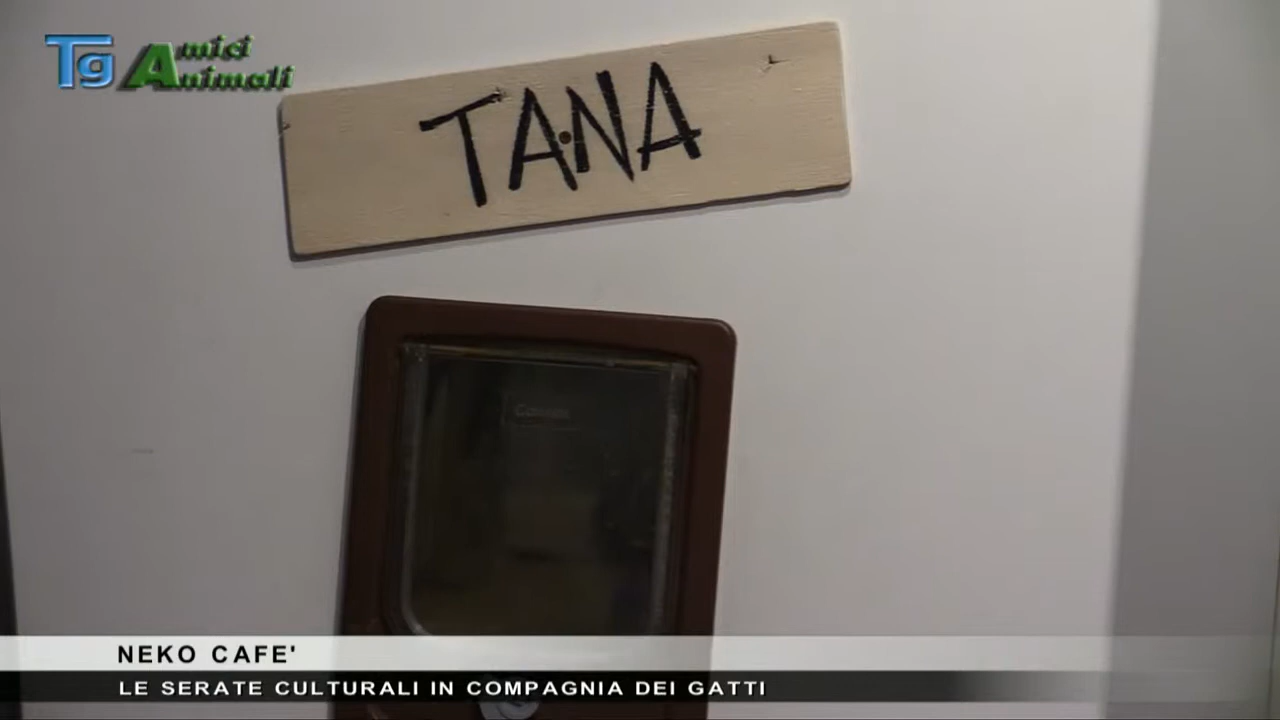 Tg Amici Animali
TANA
NEKO CAFE'
LE SERATE CULTURALI IN COMPAGNIA DEI GATTI